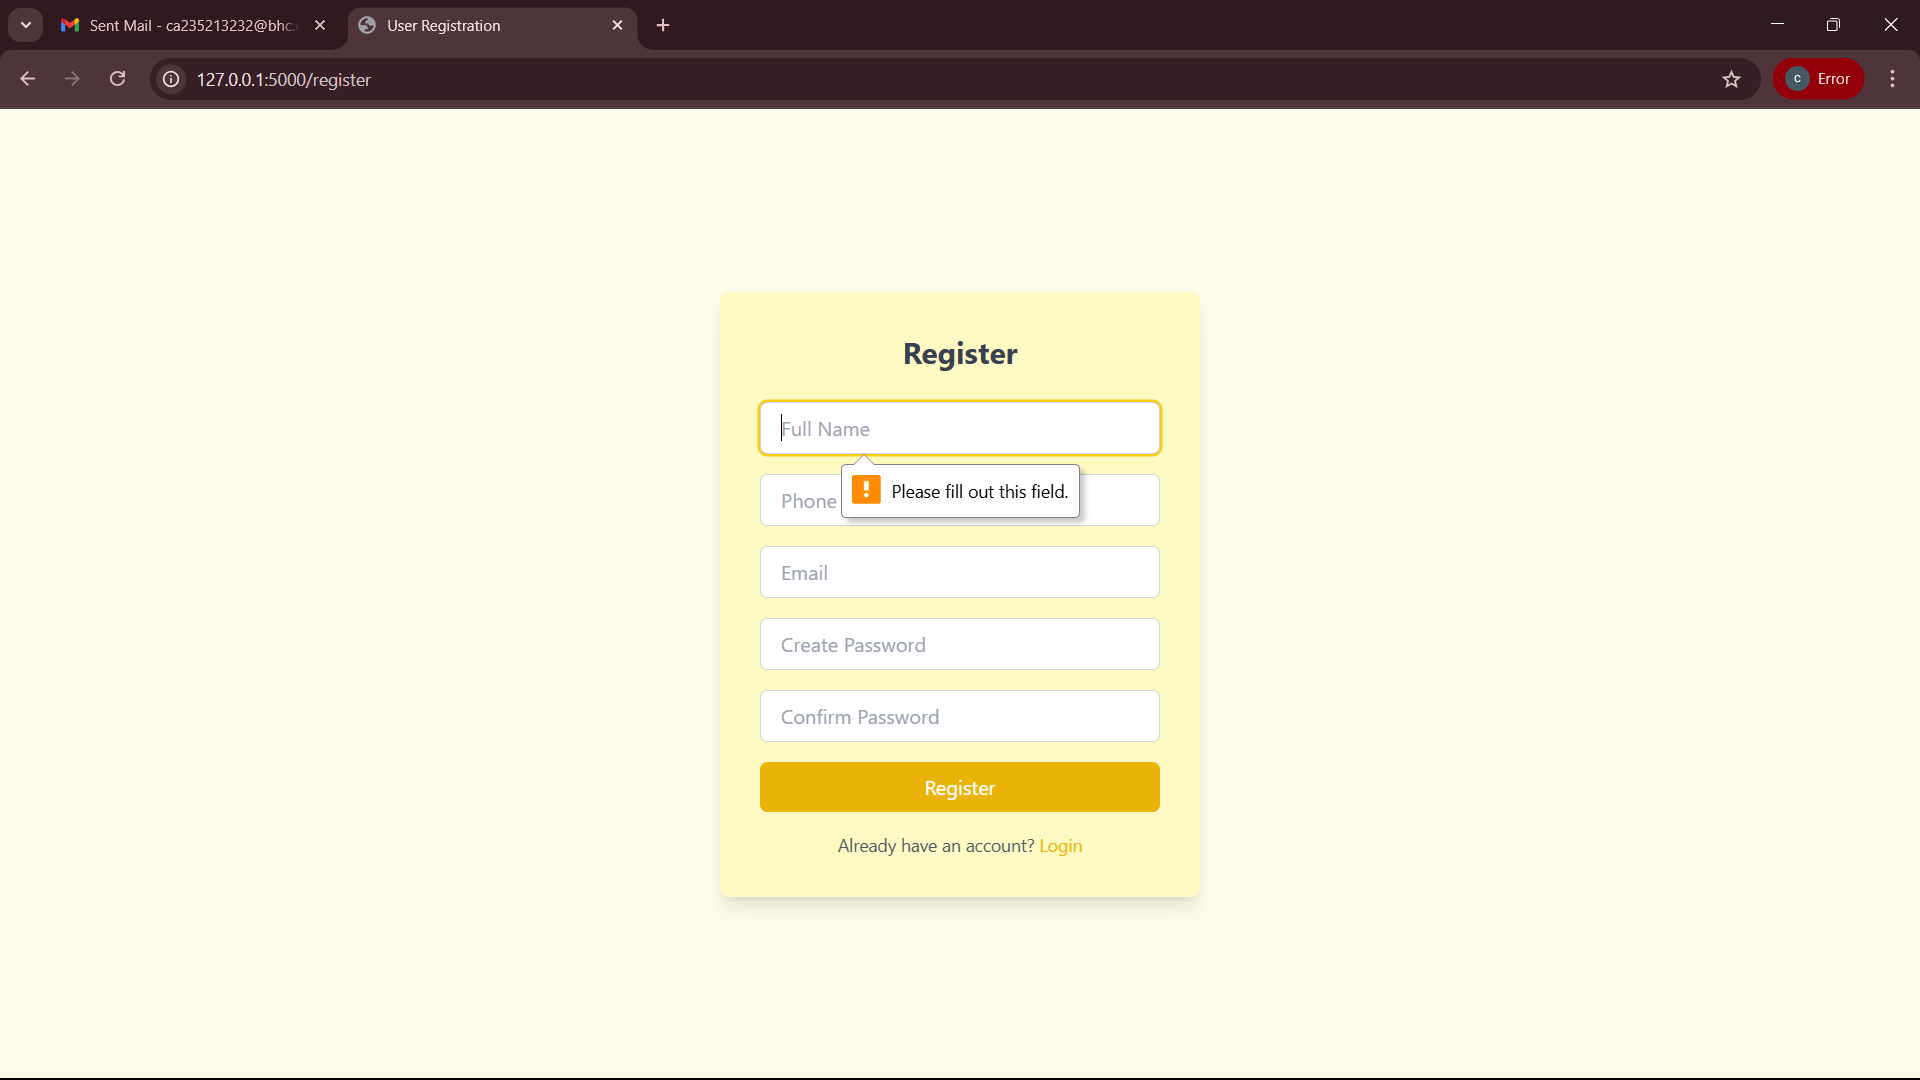 Sent Mail - ca235213232@bhc.
User Registration
127.0.0.1:5000/register
C Error
Register
Full Name
Please fill out this field.
Phone
Email
Create Password
Confirm Password
Register
Already have an account? Login